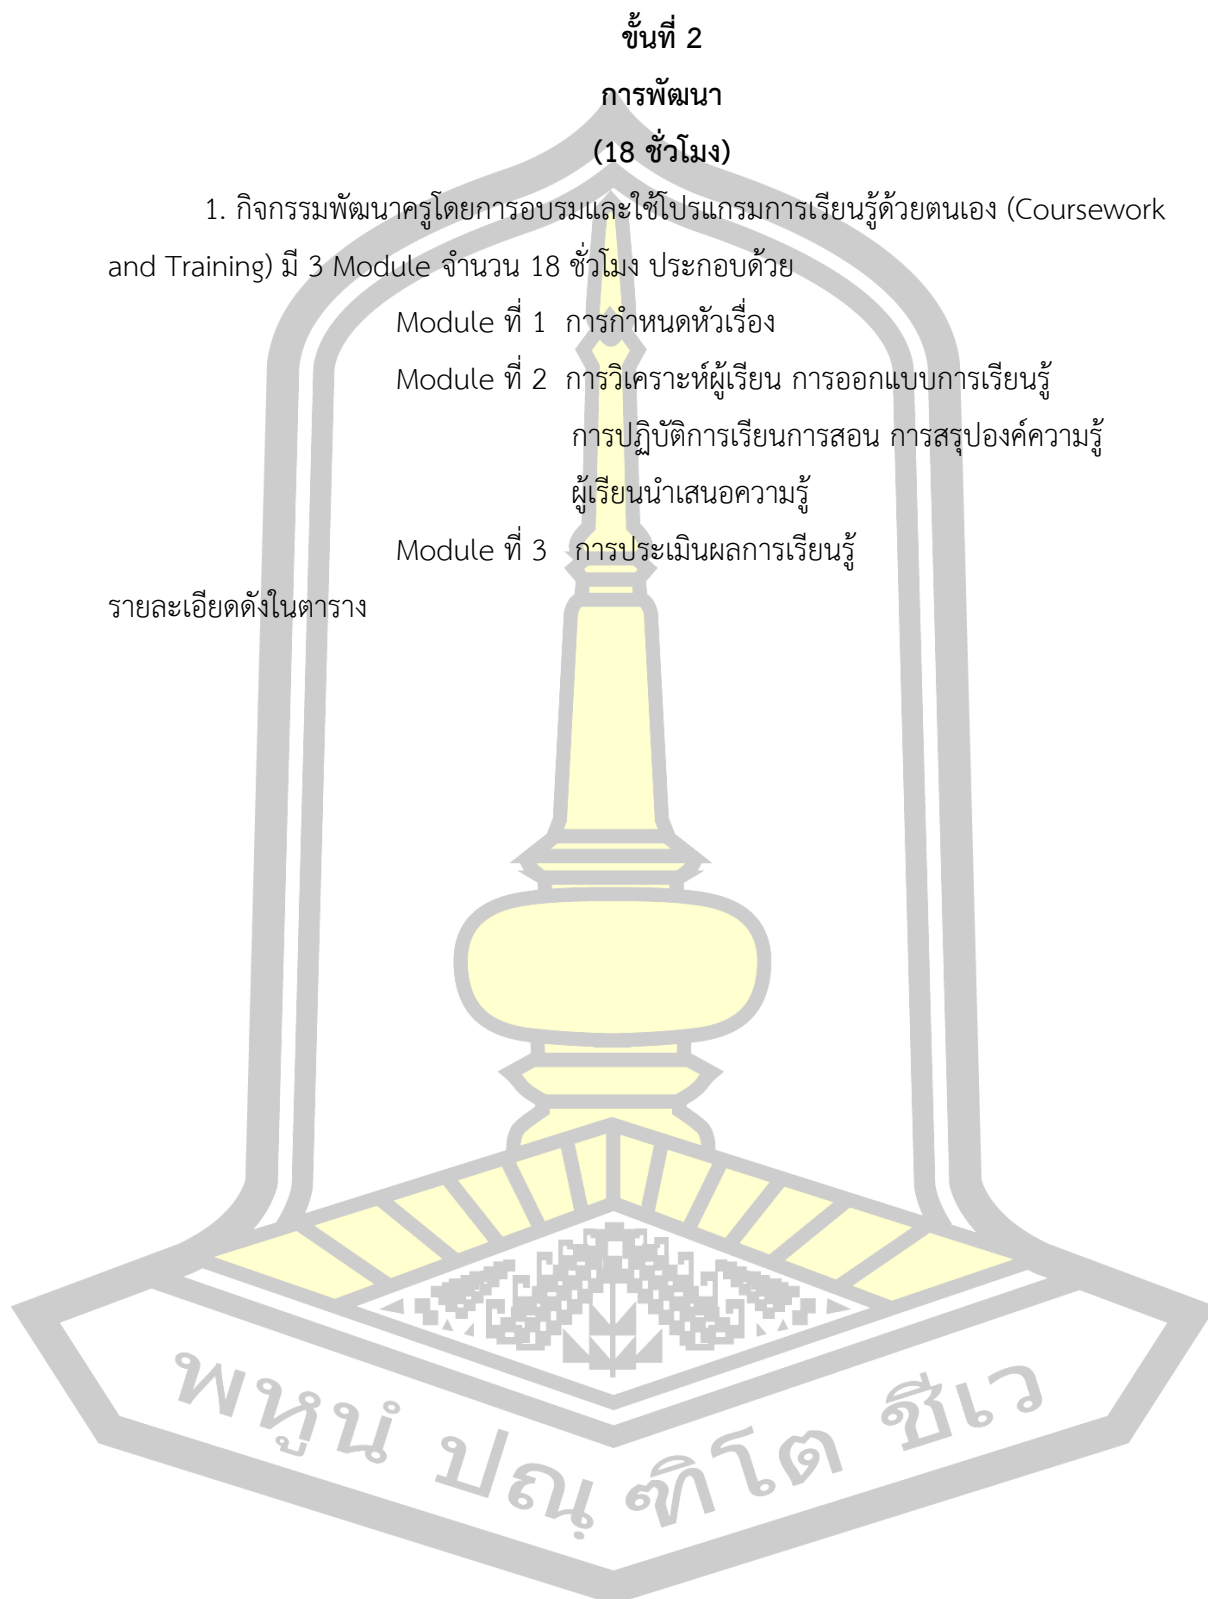 ขั้นที่ 2
การพัฒนา
(18 ชั่วโมง)
1. กิจกรรมพัฒนาครูโดยการอบรมและใช้โปรแกรมการเรียนรู้ด้วยตนเอง (Coursework
and Training) มี 3 Module จำนวน 18 ชั่วโมง ประกอบด้วย
Module ที่ 1 การกำหนดหัวเรื่อง
Module ที่ 2 การวิเคราะห์ผู้เรียน การออกแบบการเรียนรู้
การปฏิบัติการเรียนการสอน การสรุปองค์ความรู้
ผู้เรียนนำเสนอความรู้
Module ที่ 3 การประเมินผลการเรียนรู้
รายละเอียดดังในตาราง
พหูนํ ปณฺฑิโต ชีเว